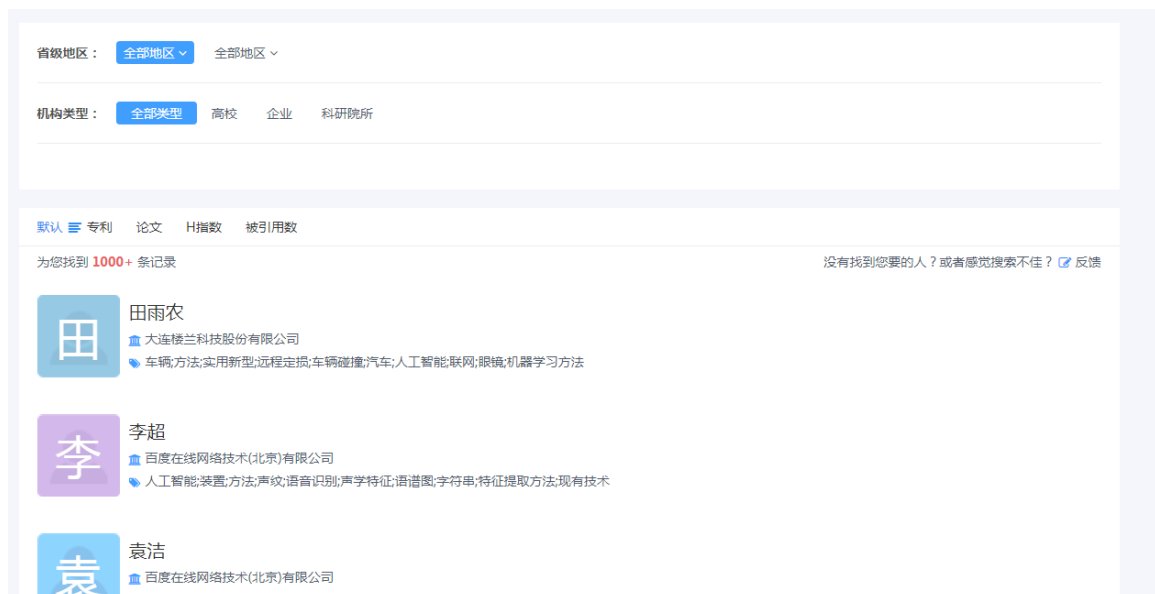 省级地区： 全部地区 全部地区
机构类型： 全部类型 高校 企业 科研院所
默认 专利 论文 H指数 被引用数
为您找到 1000+ 条记录 没有找到您要的人？或者感觉搜索不佳？ 反馈
田
田雨农
大连楼兰科技股份有限公司
车辆;方法;实用新型;远程定损;车辆碰撞;汽车;人工智能;联网;眼镜;机器学习方法
李
李超
百度在线网络技术(北京)有限公司
人工智能;装置;方法;声纹;语音识别;声学特征;语谱图;字符串;特征提取方法;现有技术
袁
袁洁
百度在线网络技术(北京)有限公司